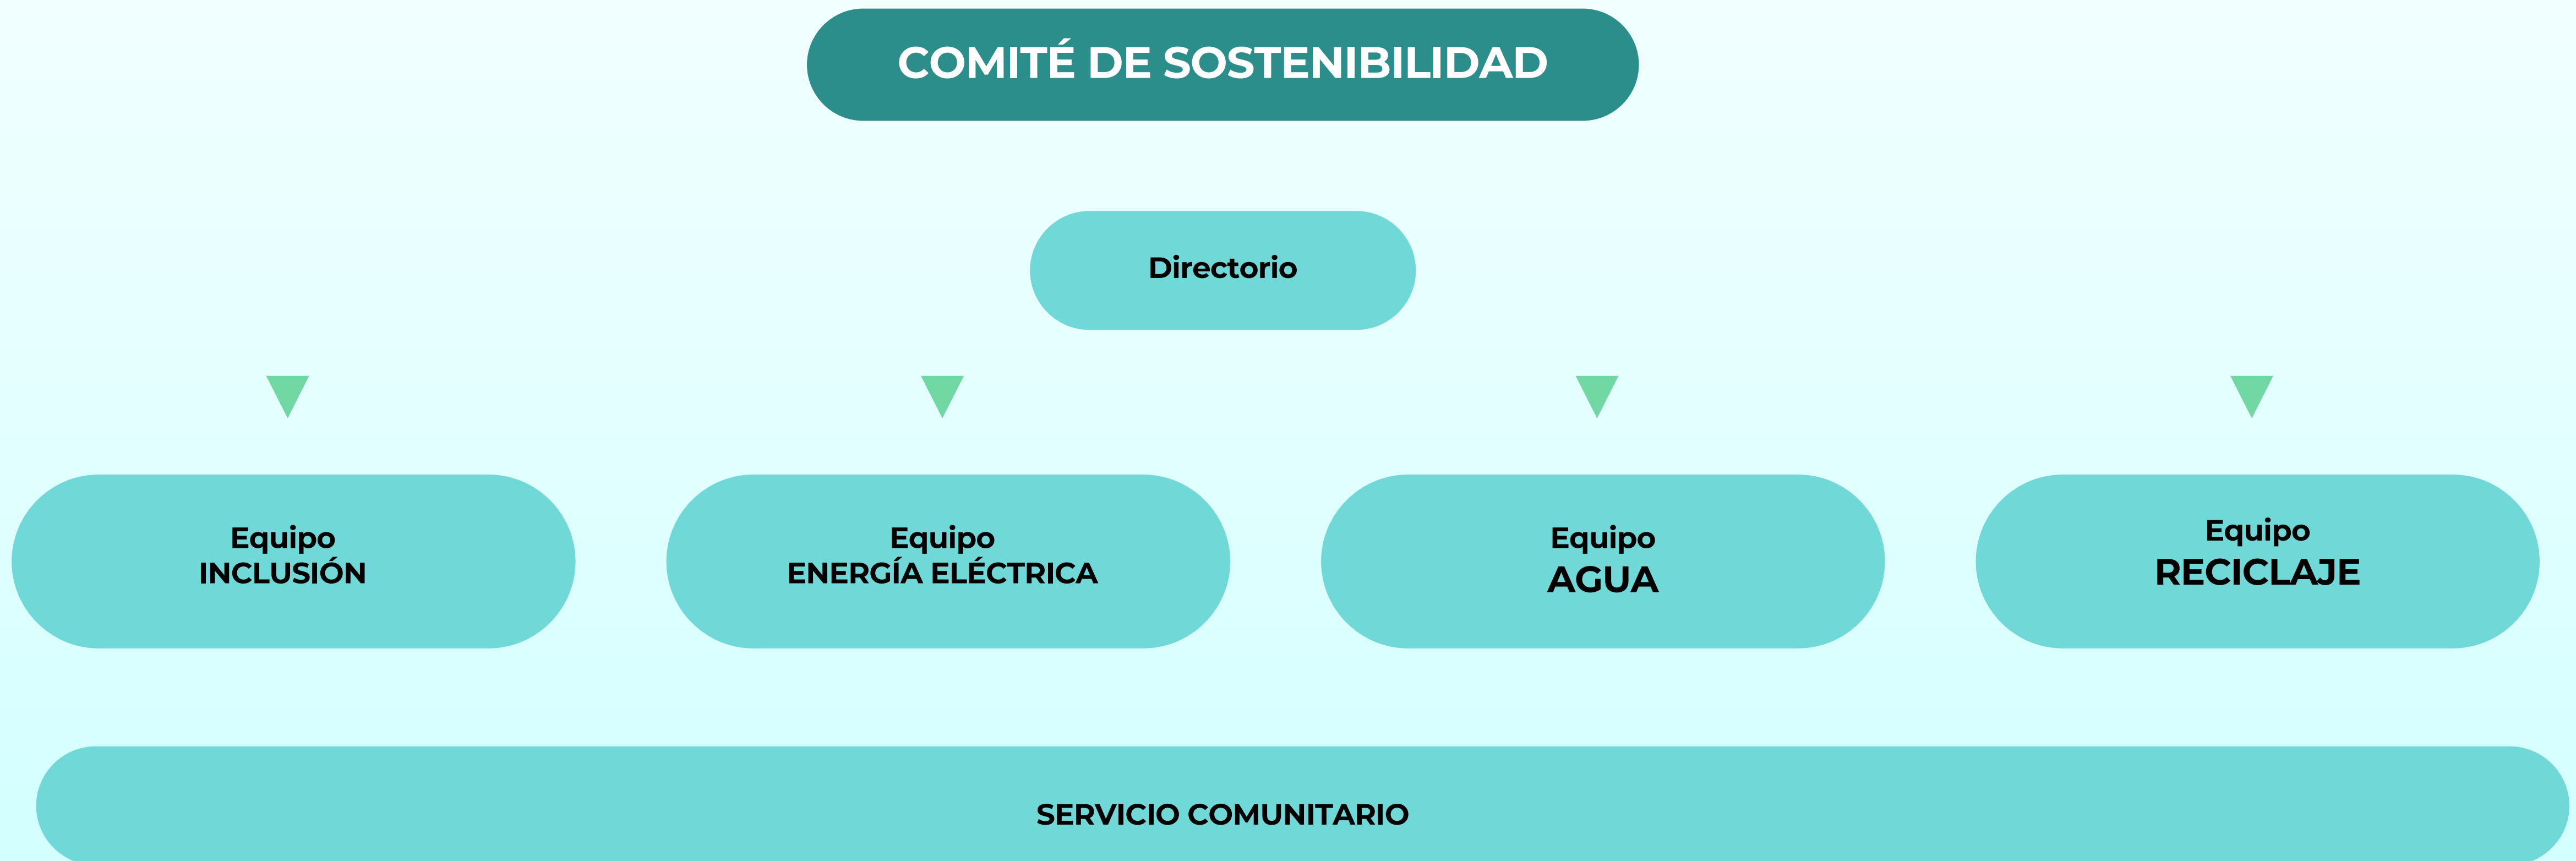 COMITÉ DE SOSTENIBILIDAD
Directorio
Equipo
INCLUSIÓN
Equipo
ENERGÍA ELÉCTRICA
Equipo
AGUA
Equipo
RECICLAJE
SERVICIO COMUNITARIO